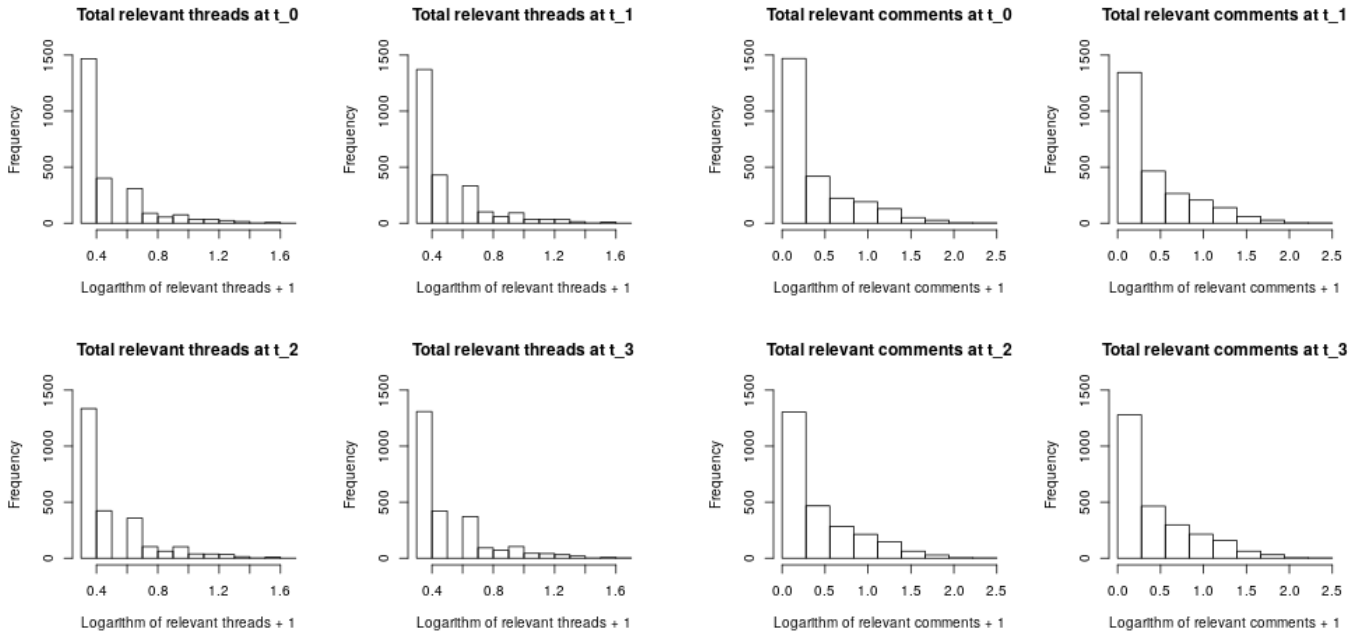 Total relevant threads at t_0
Frequency
0 500 1000 1500
0.4 0.8 1.2 1.6
Logarithm of relevant threads + 1
Total relevant threads at t_1
Frequency
0 500 1000 1500
0.4 0.8 1.2 1.6
Logarithm of relevant threads + 1
Total relevant comments at t_0
Frequency
0 500 1000 1500
0.0 0.5 1.0 1.5 2.0 2.5
Logarithm of relevant comments + 1
Total relevant comments at t_1
Frequency
0 500 1000 1500
0.0 0.5 1.0 1.5 2.0 2.5
Logarithm of relevant comments + 1
Total relevant threads at t_2
Frequency
0 500 1000 1500
0.4 0.8 1.2 1.6
Logarithm of relevant threads + 1
Total relevant threads at t_3
Frequency
0 500 1000 1500
0.4 0.8 1.2 1.6
Logarithm of relevant threads + 1
Total relevant comments at t_2
Frequency
0 500 1000 1500
0.0 0.5 1.0 1.5 2.0 2.5
Logarithm of relevant comments + 1
Total relevant comments at t_3
Frequency
0 500 1000 1500
0.0 0.5 1.0 1.5 2.0 2.5
Logarithm of relevant comments + 1